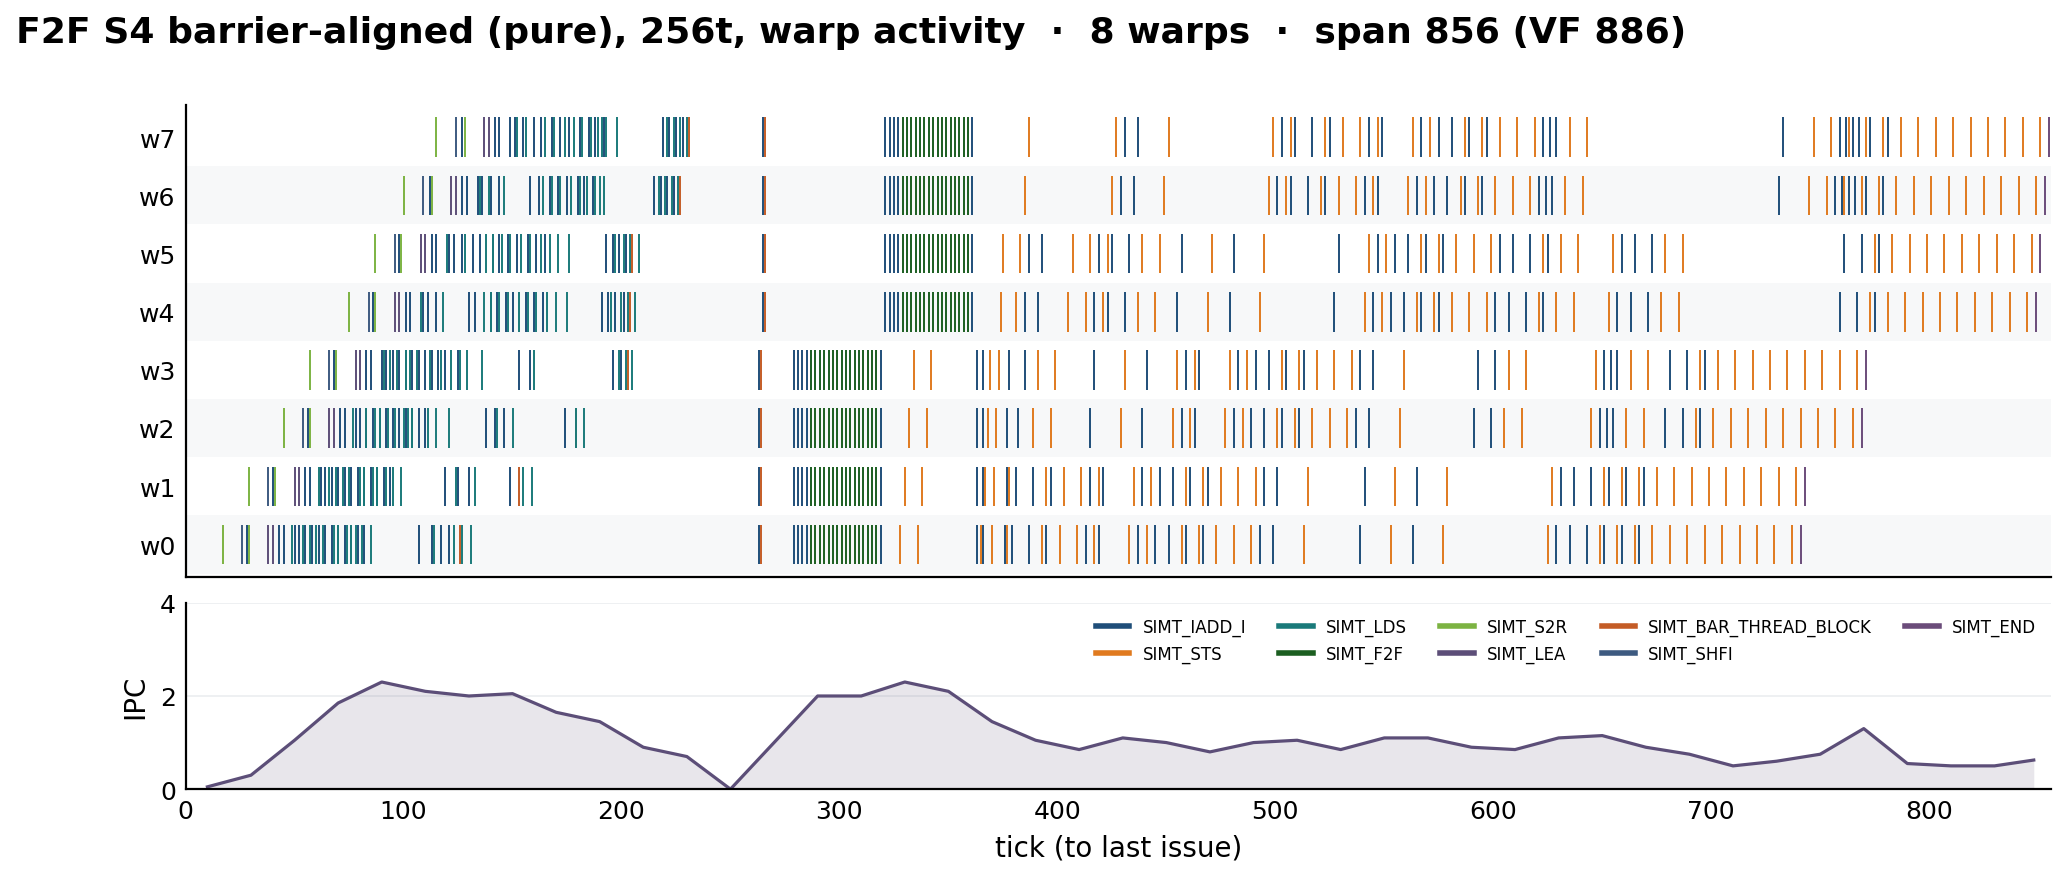 F2F S4 barrier-aligned (pure), 256t, warp activity · 8 warps · span 856 (VF 886)
w7
w6
w5
w4
w3
w2
w1
w0
4
2
0
IPC
SIMT_IADD_I SIMT_LDS SIMT_S2R SIMT_BAR_THREAD_BLOCK SIMT_END
SIMT_STS SIMT_F2F SIMT_LEA SIMT_SHFI
0 100 200 300 400 500 600 700 800
tick (to last issue)